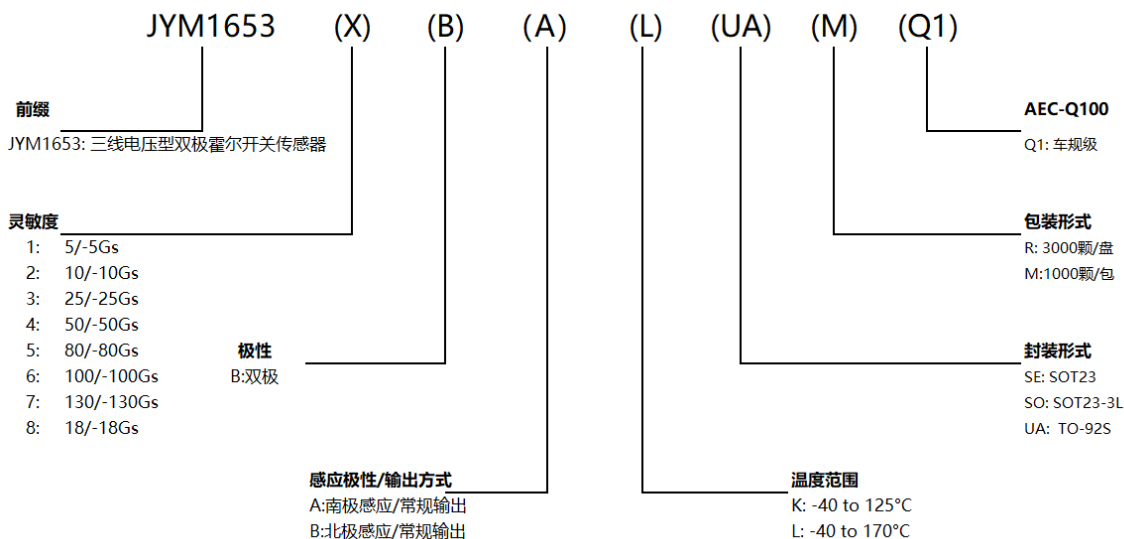 JYM1653 (X) (B) (A) (L) (UA) (M) (Q1)
前缀
JYM1653: 三线电压型双极霍尔开关传感器
AEC-Q100
Q1: 车规级
灵敏度
1: 5/-5Gs
2: 10/-10Gs
3: 25/-25Gs
4: 50/-50Gs
5: 80/-80Gs
6: 100/-100Gs
7: 130/-130Gs
8: 18/-18Gs
包装形式
R: 3000颗/盘
M:1000颗/包
极性
B:双极
封装形式
SE: SOT23
SO: SOT23-3L
UA: TO-92S
感应极性/输出方式
A:南极感应/常规输出
B:北极感应/常规输出
温度范围
K: -40 to 125°C
L: -40 to 170°C